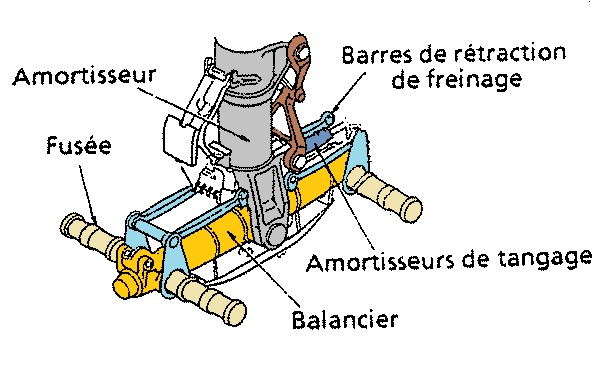 Barres de rétraction
de freinage
Amortisseur
Fusée
Amortisseurs de tangage
Balancier